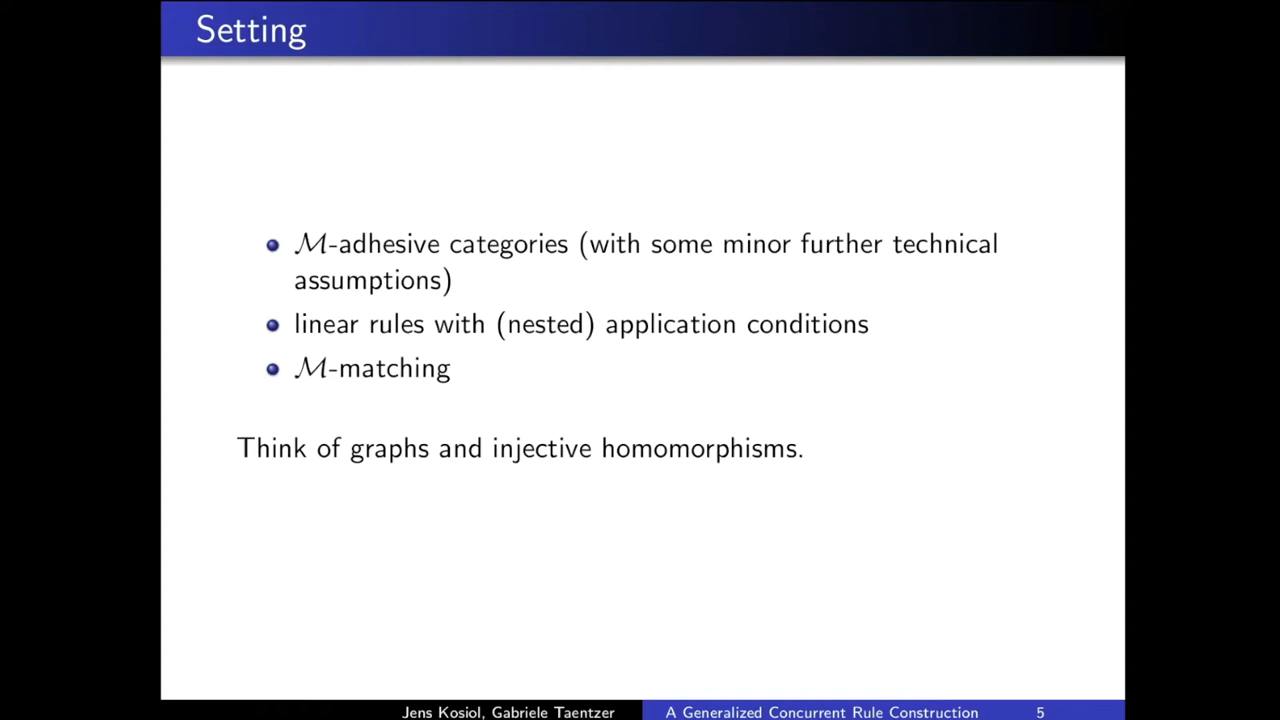 Setting
ℳ-adhesive categories (with some minor further technical
assumptions)
linear rules with (nested) application conditions
ℳ-matching
Think of graphs and injective homomorphisms.
Jens Kosiol, Gabriele Taentzer A Generalized Concurrent Rule Construction 5